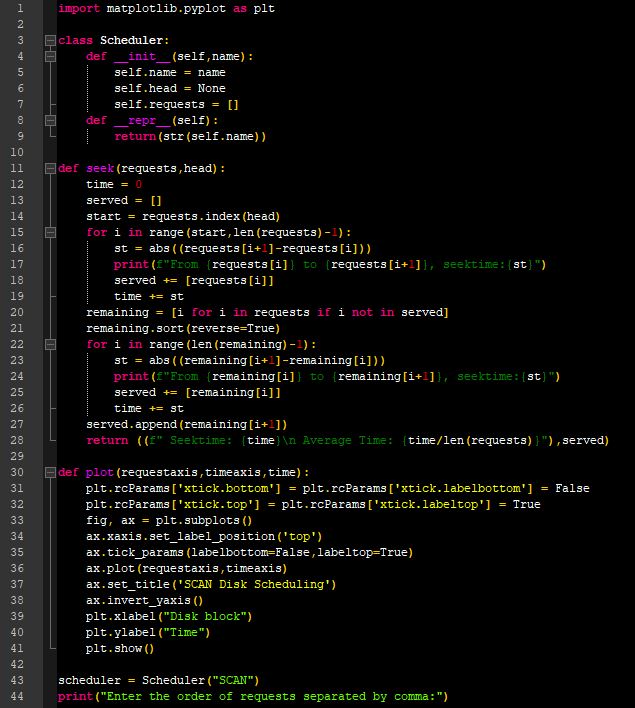 1 import matplotlib.pyplot as plt
2
3 class Scheduler:
4     def __init__(self,name):
5         self.name = name
6         self.head = None
7         self.requests = []
8     def __repr__(self):
9         return(str(self.name))
10
11 def seek(requests,head):
12     time = 0
13     served = []
14     start = requests.index(head)
15     for i in range(start,len(requests)-1):
16         st = abs((requests[i+1]-requests[i]))
17         print(f"From {requests[i]} to {requests[i+1]}, seektime:{st}")
18         served += [requests[i]]
19         time += st
20     remaining = [i for i in requests if i not in served]
21     remaining.sort(reverse=True)
22     for i in range(len(remaining)-1):
23         st = abs((remaining[i+1]-remaining[i]))
24         print(f"From {remaining[i]} to {remaining[i+1]}, seektime:{st}")
25         served += [remaining[i]]
26         time += st
27     served.append(remaining[i+1])
28     return ((f" Seektime: {time}\n Average Time: {time/len(requests)}"),served)
29
30 def plot(requestaxis,timeaxis,time):
31     plt.rcParams['xtick.bottom'] = plt.rcParams['xtick.labelbottom'] = False
32     plt.rcParams['xtick.top'] = plt.rcParams['xtick.labeltop'] = True
33     fig, ax = plt.subplots()
34     ax.xaxis.set_label_position('top')
35     ax.tick_params(labelbottom=False,labeltop=True)
36     ax.plot(requestaxis,timeaxis)
37     ax.set_title('SCAN Disk Scheduling')
38     ax.invert_yaxis()
39     plt.xlabel("Disk block")
40     plt.ylabel("Time")
41     plt.show()
42
43 scheduler = Scheduler("SCAN")
44 print("Enter the order of requests separated by comma:")